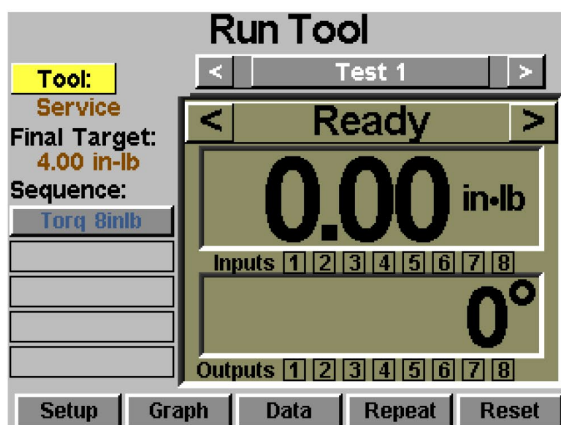 Run Tool
Tool:
Service
Final Target:
4.00 in-lb
Sequence:
Torq 8inlb
< Test 1 >
< Ready >
0.00 in•lb
Inputs 1 2 3 4 5 6 7 8
0°
Outputs 1 2 3 4 5 6 7 8
Setup Graph Data Repeat Reset